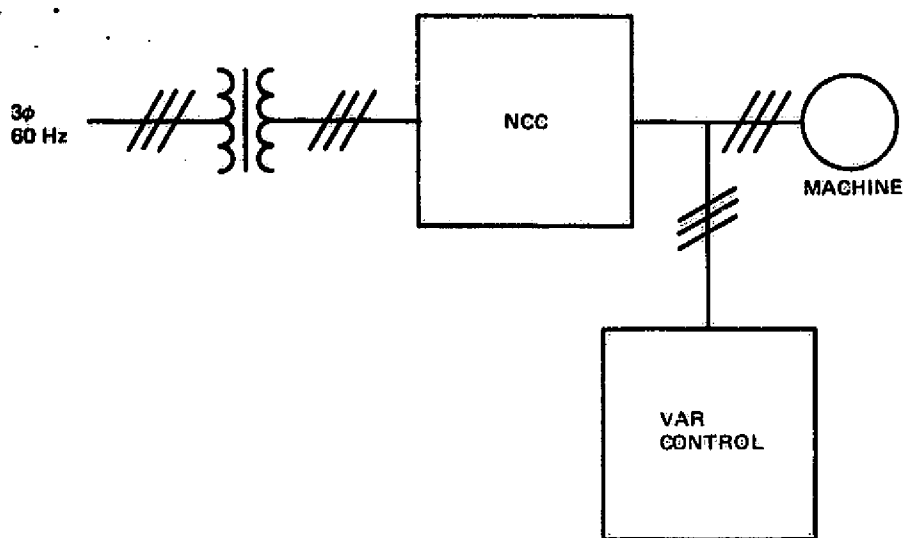 3ϕ
60 Hz
NCC
MACHINE
VAR
CONTROL